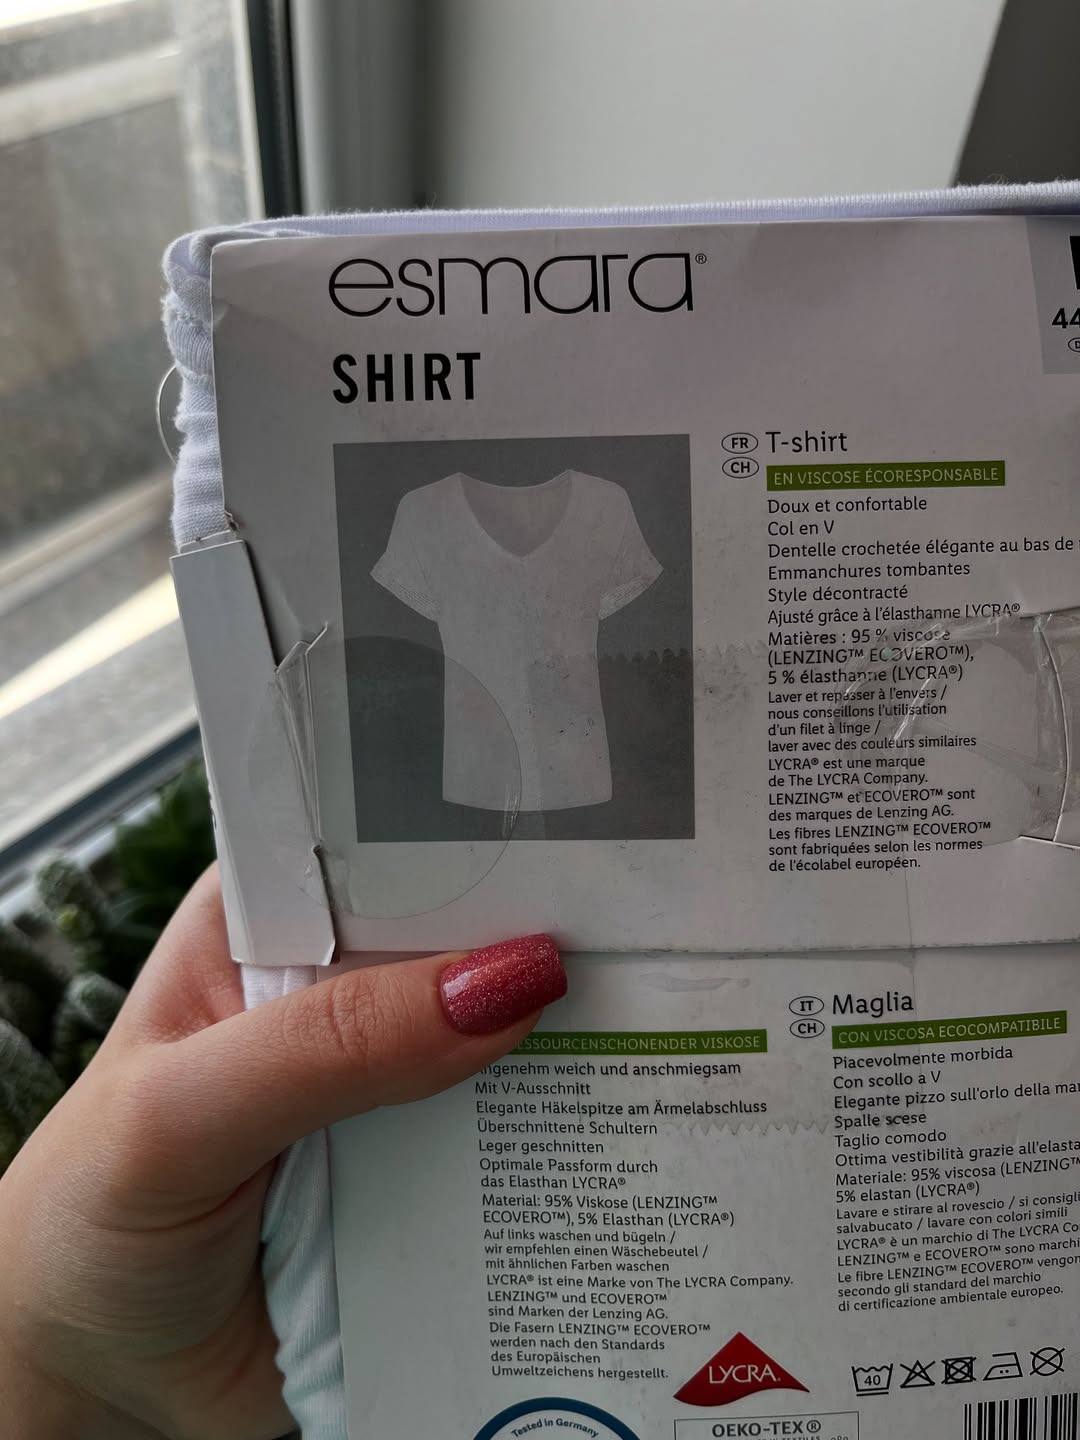 esmara®
SHIRT
44
FR T-shirt
CH
EN VISCOSE ÉCORESPONSABLE
Doux et confortable
Col en V
Dentelle crochetée élégante au bas de
Emmanchures tombantes
Style décontracté
Ajusté grâce à l'élasthanne LYCRA®
Matières : 95 % viscose
(LENZING™ ECOVERO™),
5 % élasthanne (LYCRA®)
Laver et repasser à l'envers /
nous conseillons l'utilisation
d'un filet à linge /
laver avec des couleurs similaires
LYCRA® est une marque
de The LYCRA Company.
LENZING™ et ECOVERO™ sont
des marques de Lenzing AG.
Les fibres LENZING™ ECOVERO™
sont fabriquées selon les normes
de l'écolabel européen.
ESSOURCENSCHONENDER VISKOSE
Angenehm weich und anschmiegsam
Mit V-Ausschnitt
Elegante Häkelspitze am Ärmelabschluss
Überschnittene Schultern
Leger geschnitten
Optimale Passform durch
das Elasthan LYCRA®
Material: 95% Viskose (LENZING™
ECOVERO™), 5% Elasthan (LYCRA®)
Auf links waschen und bügeln /
wir empfehlen einen Wäschebeutel /
mit ähnlichen Farben waschen
LYCRA® ist eine Marke von The LYCRA Company.
LENZING™ und ECOVERO™
sind Marken der Lenzing AG.
Die Fasern LENZING™ ECOVERO™
werden nach den Standards
des Europäischen
Umweltzeichens hergestellt.
IT Maglia
CH
CON VISCOSA ECOCOMPATIBILE
Piacevolmente morbida
Con scollo a V
Elegante pizzo sull'orlo della
Spalle scese
Taglio comodo
Ottima vestibilità grazie all'elasta
Materiale: 95% viscosa (LENZING™
5% elastan (LYCRA®)
Lavare e stirare al rovescio / si consigli
salvabucato / lavare con colori simili
LYCRA® è un marchio di The LYCRA Co
LENZING™ e ECOVERO™ sono marchi
Le fibre LENZING™ ECOVERO™ vengon
secondo gli standard del marchio
di certificazione ambientale europeo.
LYCRA®
40
Tested in Germany
OEKO-TEX®